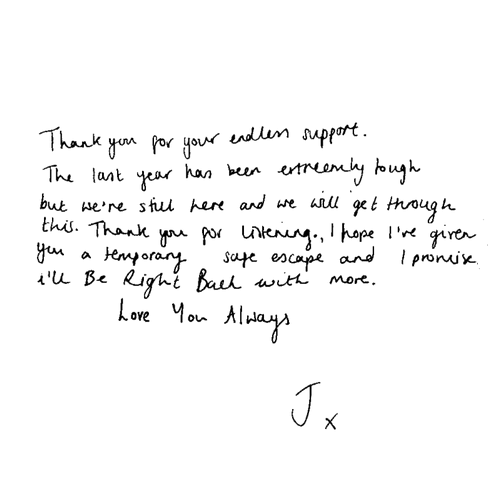 Thank you for your endless support.
The last year has been extreemly tough
but we're still here and we will get through
this. Thank you for listening., I hope I've given
you a temporary safe escape and I promise
i'll Be Right Back with more.
Love You Always
J x